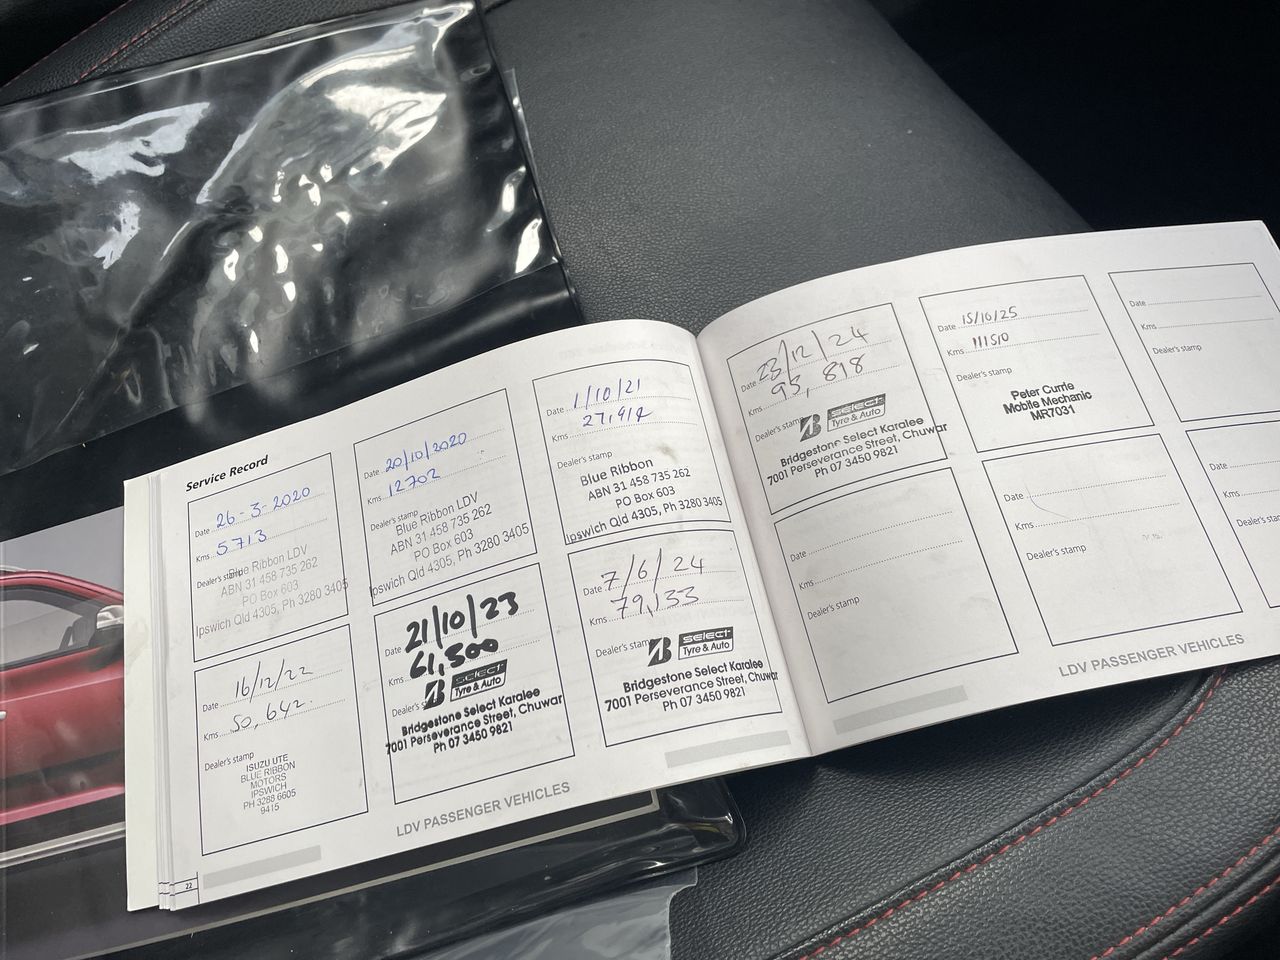 Service Record
Date 26-3-2020
Kms 5713
Dealer's stamp
Blue Ribbon LDV
ABN 31 458 735 262
PO Box 603
Ipswich Qld 4305, Ph 3280 3405
Date 20/10/2020
Kms 12702
Dealer's stamp
Blue Ribbon LDV
ABN 31 458 735 262
PO Box 603
Ipswich Qld 4305, Ph 3280 3405
Date 1/10/21
Kms 27,912
Dealer's stamp
Blue Ribbon
ABN 31 458 735 262
PO Box 603
Ipswich Qld 4305, Ph 3280 3405
Date 16/12/22
Kms 50,642.
Dealer's stamp
ISUZU UTE
BLUE RIBBON
MOTORS
IPSWICH
PH 3288 6605
9415
Date 21/10/23
Kms 61,500
Dealer's
B select
Tyre & Auto
Bridgestone Select Karalee
7001 Perseverance Street, Chuwar
Ph 07 3450 9821
Date 7/6/24
Kms 79,133
Dealer's stamp
B select
Tyre & Auto
Bridgestone Select Karalee
7001 Perseverance Street, Chuwar
Ph 07 3450 9821
LDV PASSENGER VEHICLES
22
Date 23/12/24
Kms 95,818
Dealer's stamp
B select
Tyre & Auto
Bridgestone Select Karalee
7001 Perseverance Street, Chuwar
Ph 07 3450 9821
Date 15/10/25
Kms 111510
Dealer's stamp
Peter Currie
Mobile Mechanic
MR7031
Date
Kms
Dealer's stamp
Date
Kms
Dealer's stamp
Date
Kms
Dealer's stamp
Date
Kms
Dealer's
LDV PASSENGER VEHICLES